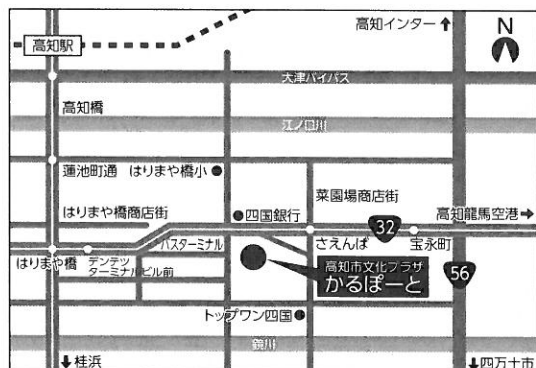 高知インター↑
N
高知駅
大津バイパス
高知橋
江ノ口川
蓮池町通
はりまや橋小
菜園場商店街
はりまや橋商店街
四国銀行
32
高知龍馬空港→
バスターミナル
さえんば
宝永町
はりまや橋
デンテツ
ターミナルビル前
高知市文化プラザ
かるぽーと
56
トップワン四国
鏡川
↓桂浜
↓四万十市